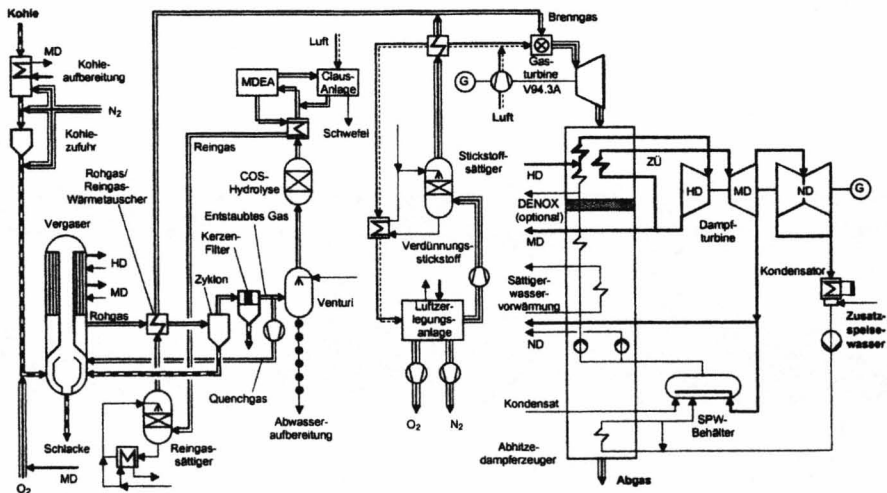 Kohle
MD
Kohle-
aufbereitung
N2
Kohle-
zufuhr
Rohgas/
Reingas-
Wärmetauscher
Vergaser
HD
MD
Rohgas
Schlacke
O2
MD
Reingas-
sättiger
Quenchgas
Zyklon
Entstaubtes Gas
Kerzen-
Filter
Venturi
Abwasser-
aufbereitung
COS-
Hydrolyse
Reingas
MDEA
Luft
Claus-
Anlage
Schwefel
Brenngas
Gas-
turbine
V94.3A
G
Luft
Stickstoff-
sättiger
Verdünnungs-
stickstoff
Luftzer-
legungs-
anlage
O2
N2
HD
ZÜ
DENOX
(optional)
MD
Sättiger-
wasser-
vorwärmung
ND
Kondensat
Abhitze-
dampferzeuger
Abgas
SPW-
Behälter
HD
MD
ND
G
Dampf-
turbine
Kondensator
Zusatz-
speise-
wasser